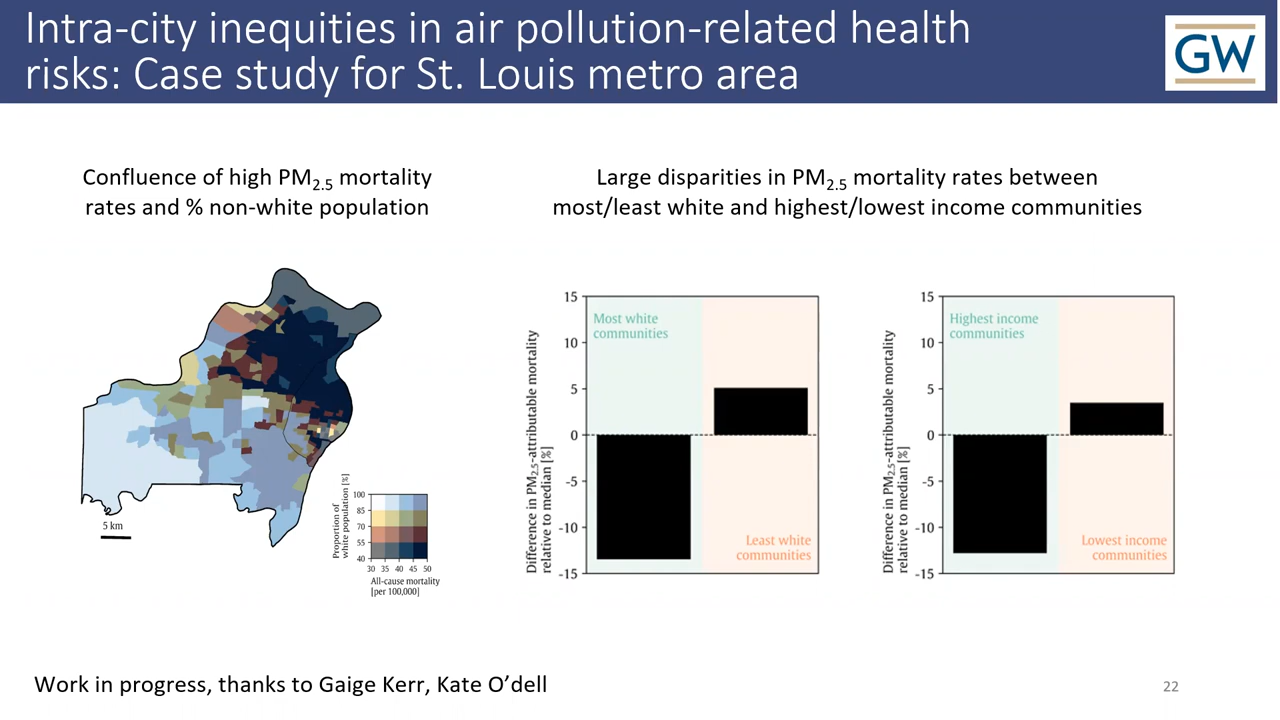 Intra-city inequities in air pollution-related health
risks: Case study for St. Louis metro area
GW
Confluence of high PM2.5 mortality
rates and % non-white population
Large disparities in PM2.5 mortality rates between
most/least white and highest/lowest income communities
5 km
Proportion of
white population [%]
100
85
70
55
40
30 35 40 45 50
All-cause mortality
[per 100,000]
Difference in PM2.5-attributable mortality
relative to median [%]
15
10
5
0
-5
-10
-15
Most white
communities
Least white
communities
Difference in PM2.5-attributable mortality
relative to median [%]
15
10
5
0
-5
-10
-15
Highest income
communities
Lowest income
communities
Work in progress, thanks to Gaige Kerr, Kate O’dell
22